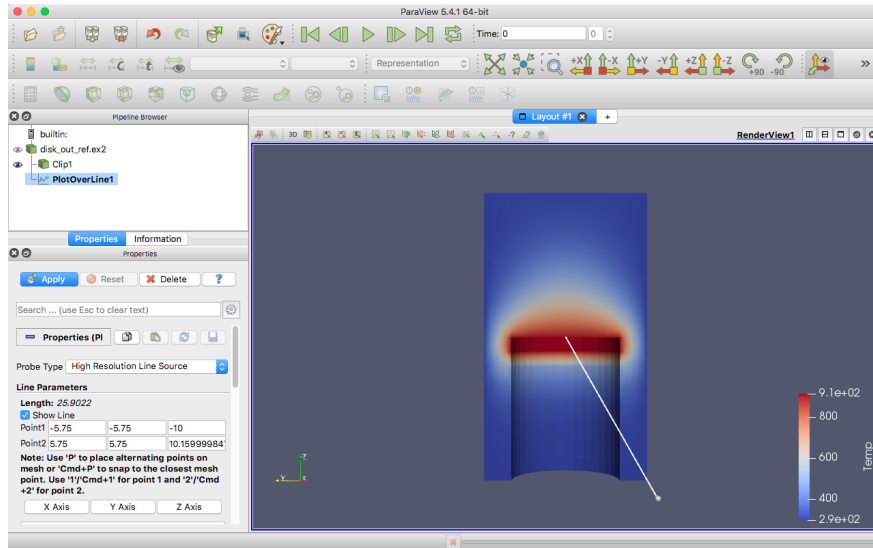 ParaView 5.4.1 64-bit
Time: 0
0
Representation
+X -X +Y -Y +Z -Z +90 -90
»
Pipeline Browser
Layout #1
+
builtin:
3D
RenderView1
disk_out_ref.ex2
Clip1
PlotOverLine1
Properties
Information
Properties
Apply
Reset
Delete
?
Search ... (use Esc to clear text)
Properties (Pl
Probe Type
High Resolution Line Source
Line Parameters
Length: 25.9022
Show Line
Point1 -5.75 -5.75 -10
Point2 5.75 5.75 10.15999984
Note: Use 'P' to place alternating points on
mesh or 'Cmd+P' to snap to the closest mesh
point. Use '1'/'Cmd+1' for point 1 and '2'/'Cmd
+2' for point 2.
X Axis
Y Axis
Z Axis
Z
Y
9.1e+02
800
600
400
2.9e+02
Temp